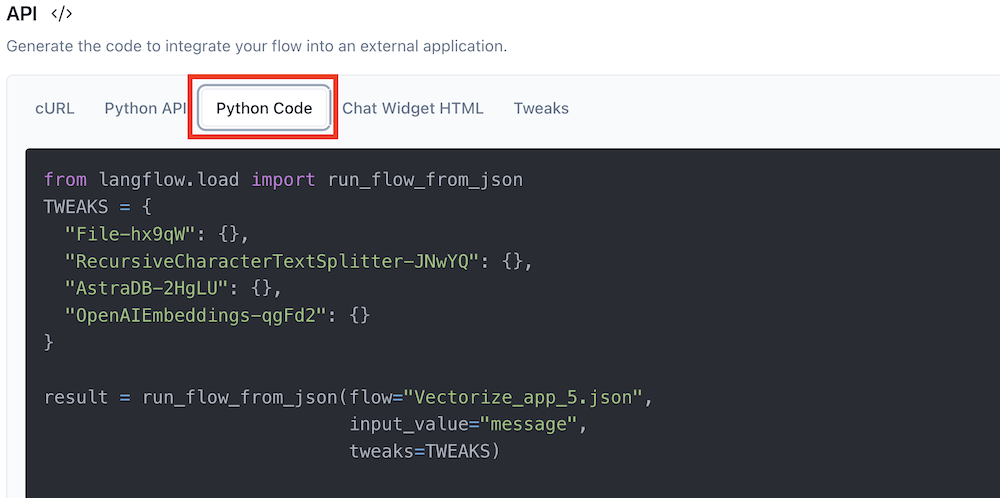 API </>
Generate the code to integrate your flow into an external application.
cURL Python API Python Code Chat Widget HTML Tweaks
from langflow.load import run_flow_from_json
TWEAKS = {
  "File-hx9qW": {},
  "RecursiveCharacterTextSplitter-JNwYQ": {},
  "AstraDB-2HgLU": {},
  "OpenAIEmbeddings-qgFd2": {}
}
result = run_flow_from_json(flow="Vectorize_app_5.json",
                            input_value="message",
                            tweaks=TWEAKS)